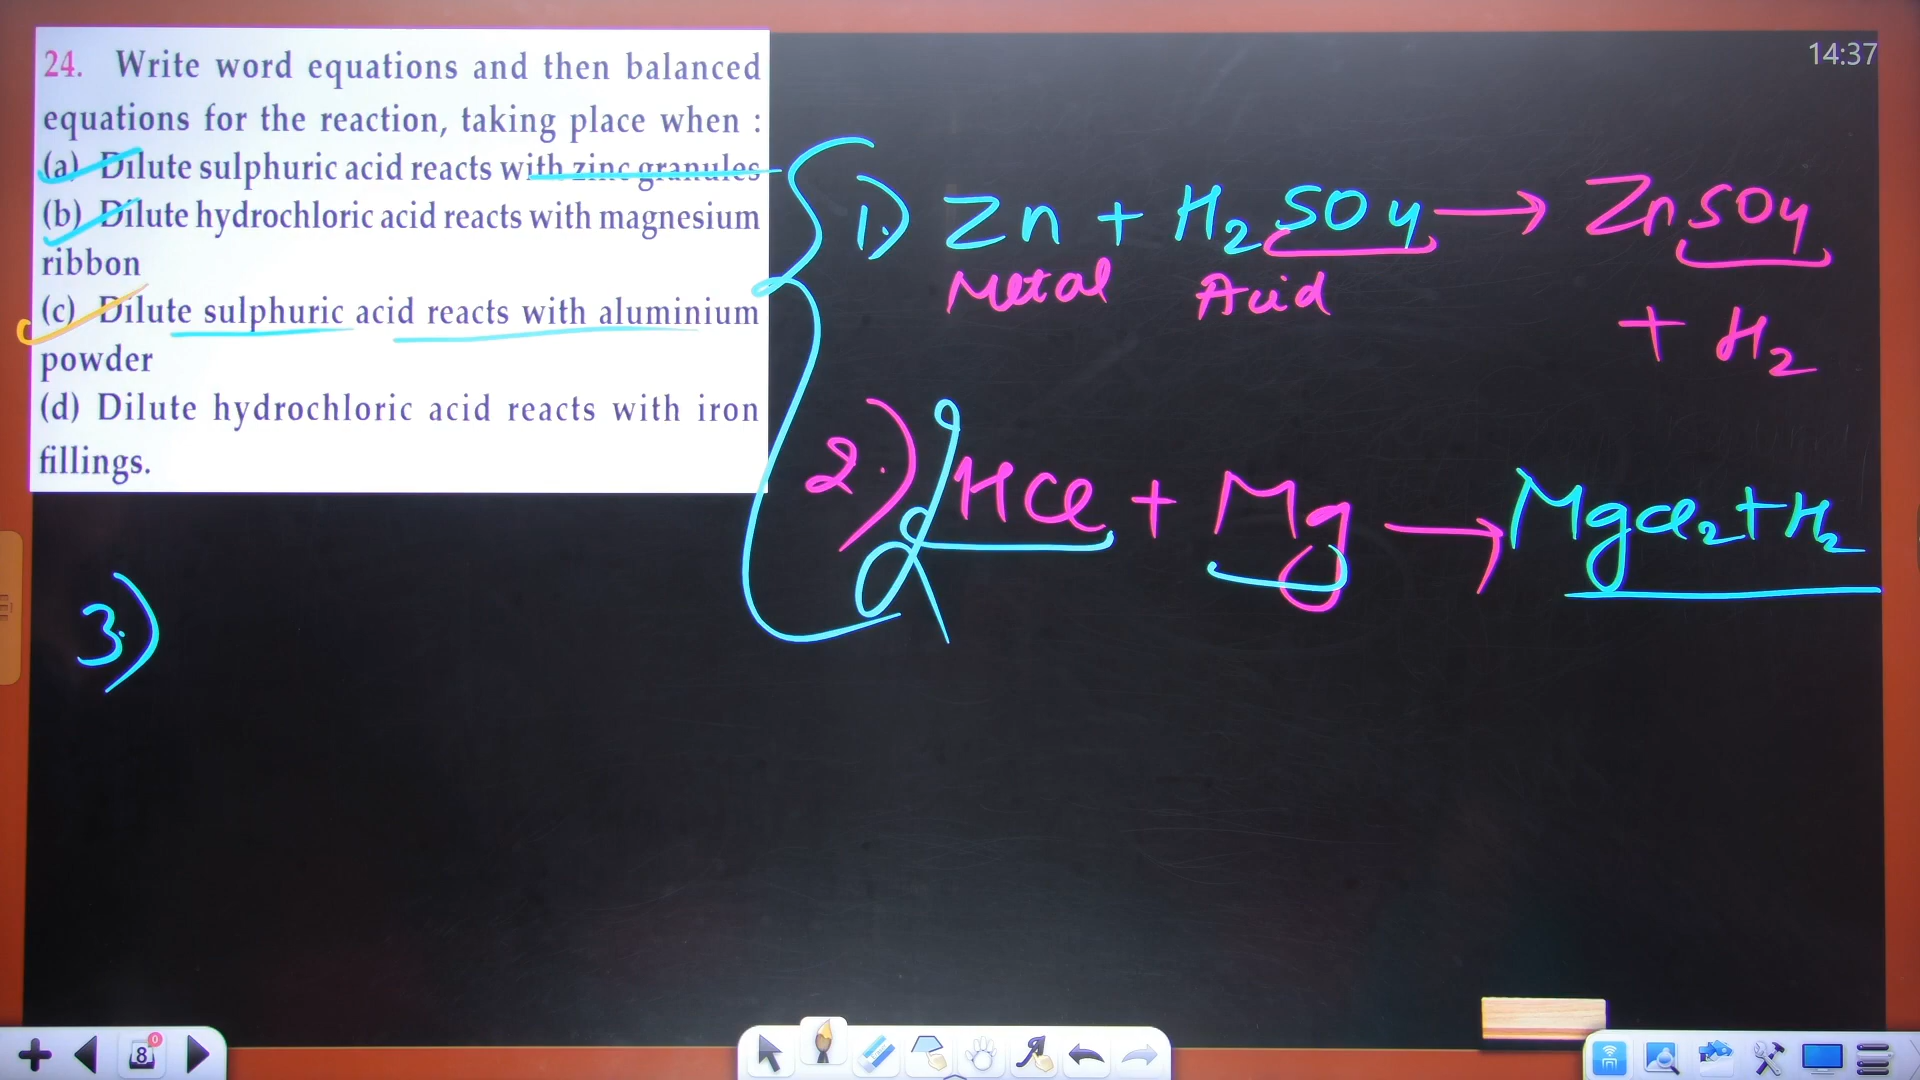 24. Write word equations and then balanced
equations for the reaction, taking place when :
(a) Dilute sulphuric acid reacts with zinc granules
(b) Dilute hydrochloric acid reacts with magnesium
ribbon
(c) Dilute sulphuric acid reacts with aluminium
powder
(d) Dilute hydrochloric acid reacts with iron
fillings.
14:37
1.) Zn + H2SO4 → ZnSO4
Metal Acid
+ H2
2.) 2HCl + Mg → MgCl2 + H2
3.)
8
0